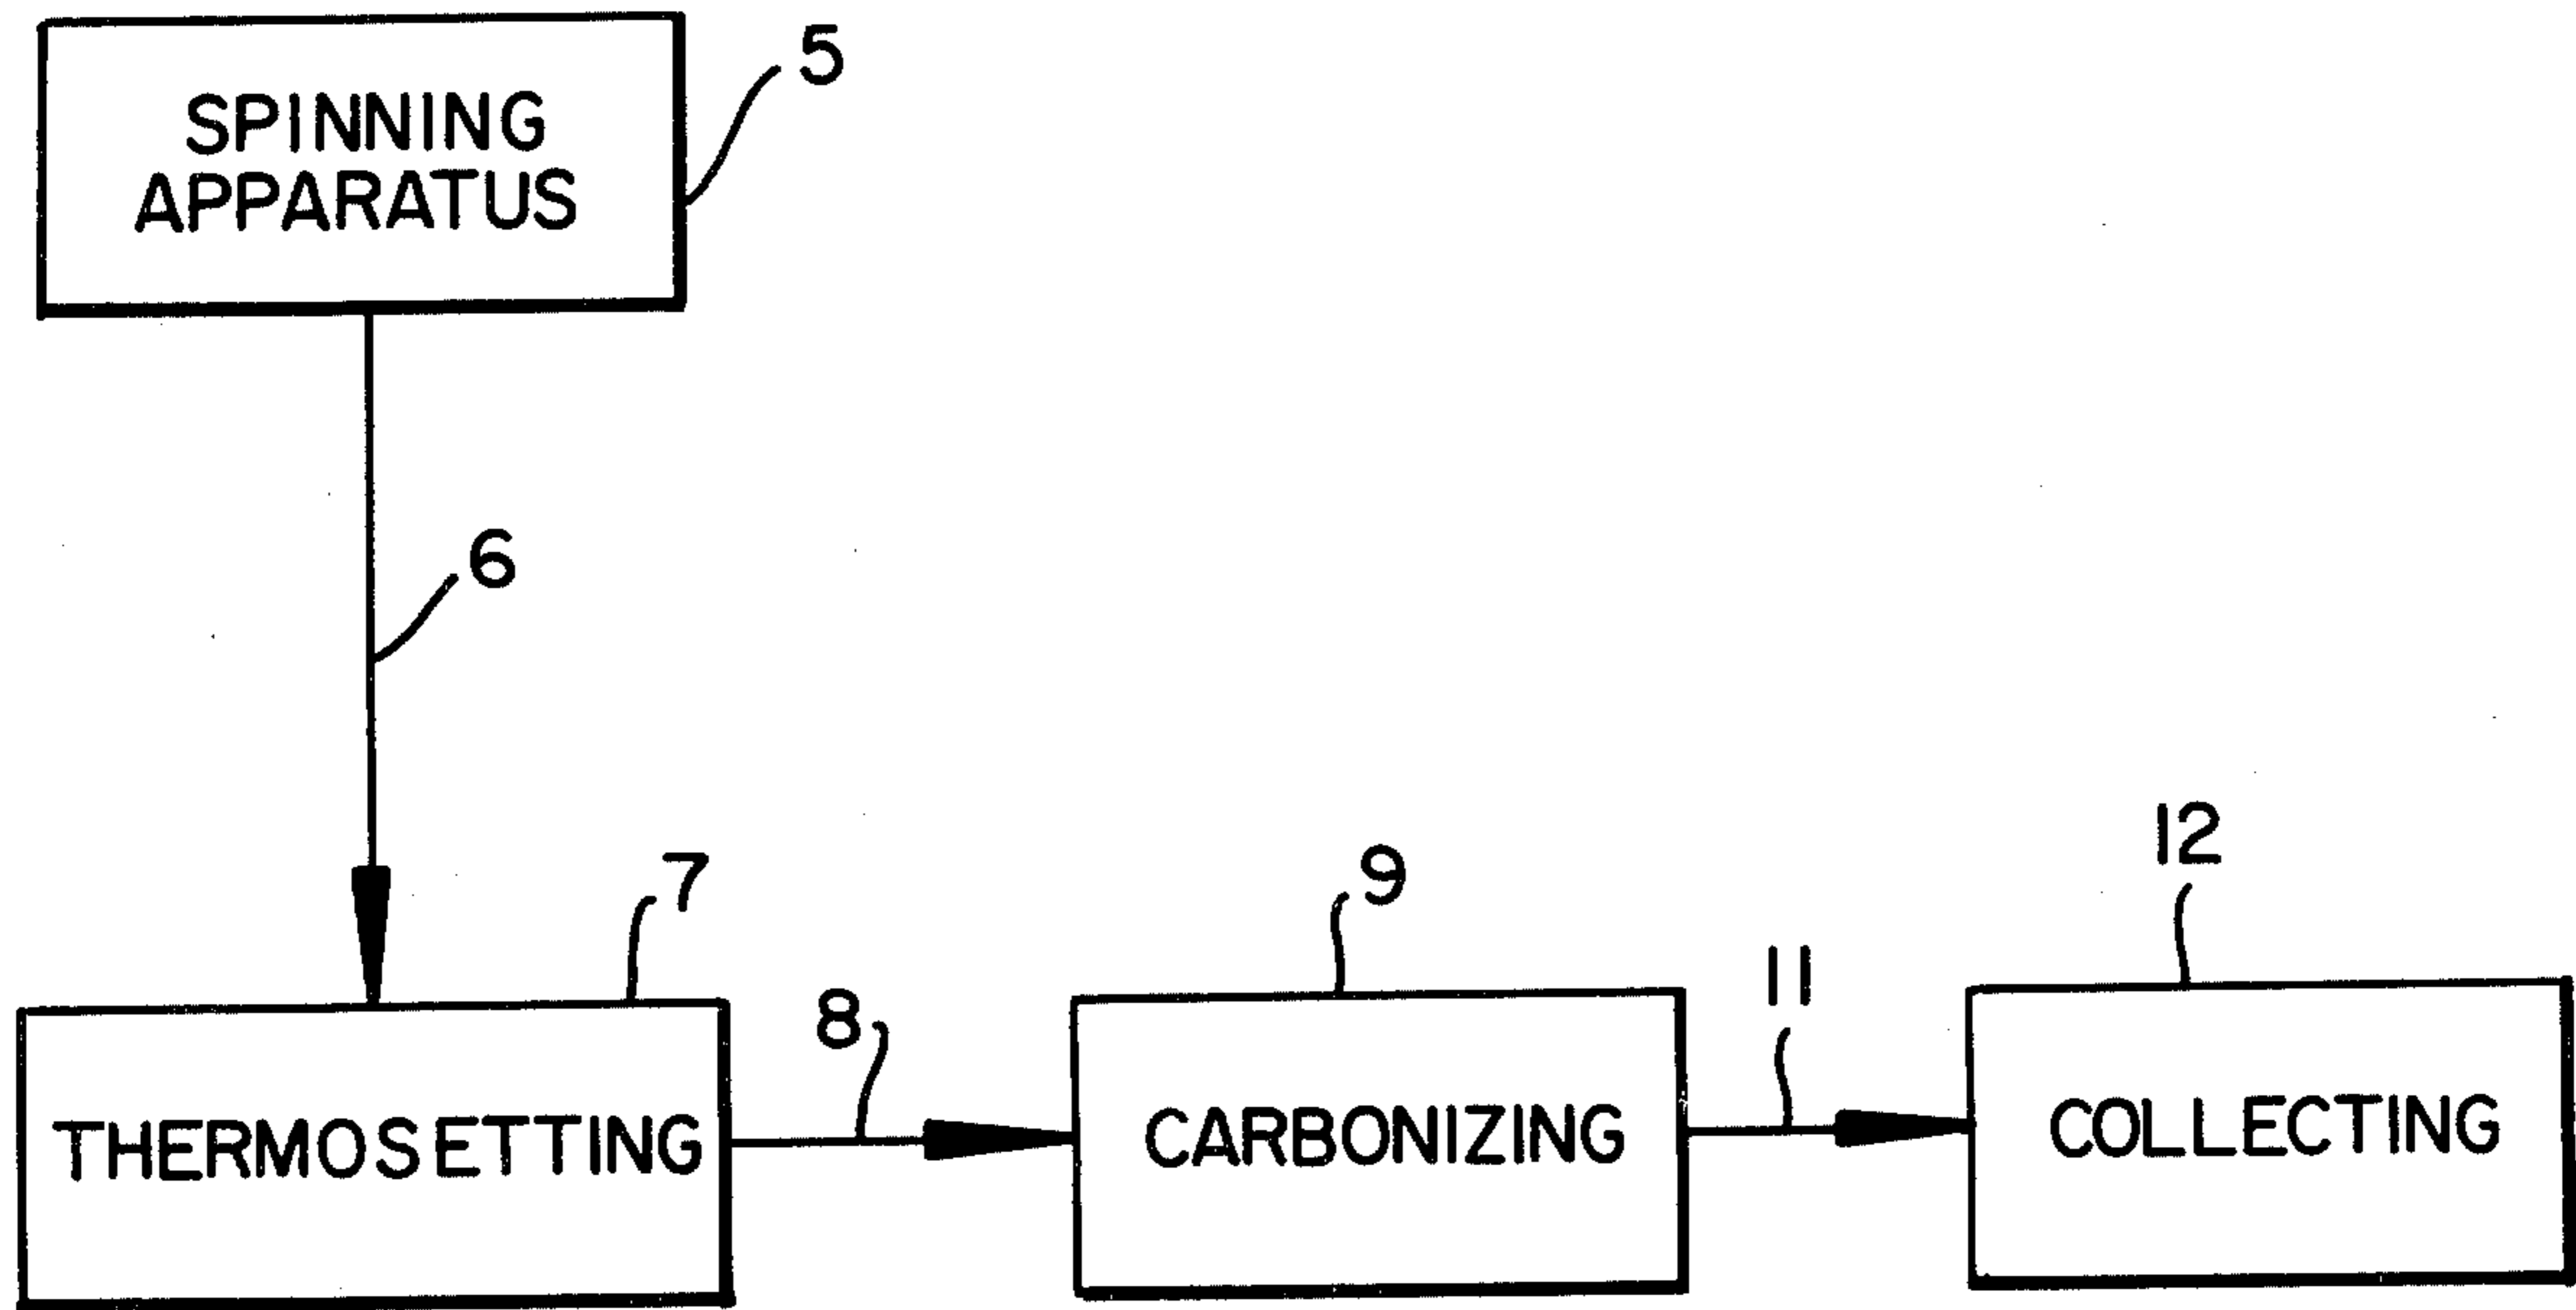 SPINNING
APPARATUS
5
6
7
THERMOSETTING
8
9
CARBONIZING
11
12
COLLECTING